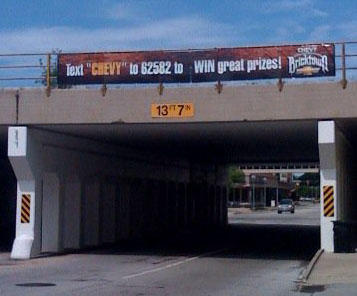 Text "CHEVY" to 62582 to WIN great prizes!
CHEVY
Bricktown
13 FT 7 IN